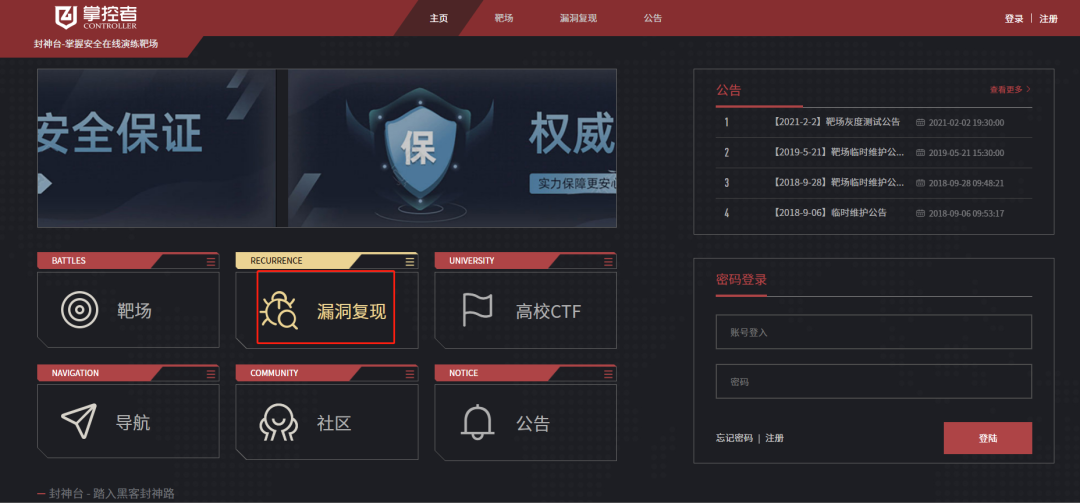 掌控者
CONTROLLER
封神台-掌握安全在线演练靶场
主页 靶场 漏洞复现 公告
登录 | 注册
安全保证
保
权威
实力保障更安心
公告 查看更多
1 【2021-2-2】靶场灰度测试公告 2021-02-02 19:30:00
2 【2019-5-21】靶场临时维护公... 2019-05-21 15:30:00
3 【2018-9-28】靶场临时维护公... 2018-09-28 09:48:21
4 【2018-9-06】临时维护公告 2018-09-06 09:53:17
BATTLES
靶场
RECURRENCE
漏洞复现
UNIVERSITY
高校CTF
NAVIGATION
导航
COMMUNITY
社区
NOTICE
公告
密码登录
账号登入
密码
忘记密码 | 注册
登陆
封神台 - 踏入黑客封神路